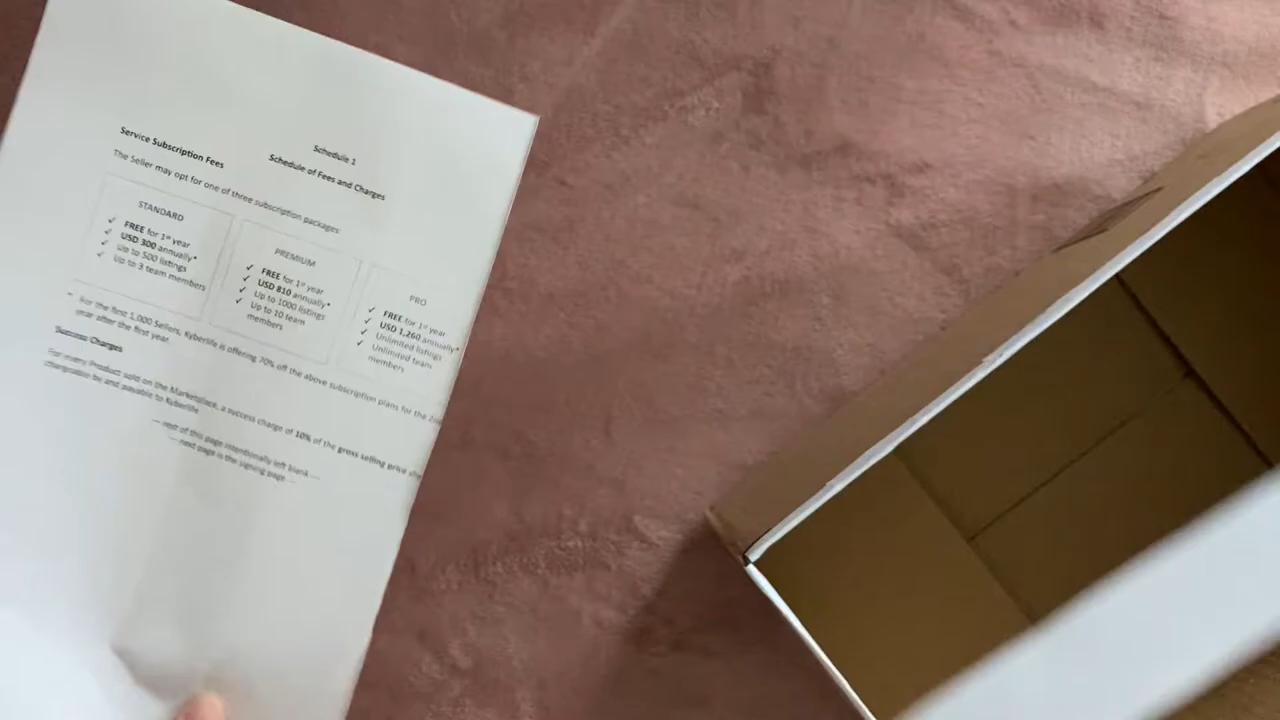 Schedule 1
Schedule of Fees and Charges
Service Subscription Fees
The Seller may opt for one of three subscription packages:
STANDARD
✓ FREE for 1st year
✓ USD 300 annually*
✓ Up to 500 listings
✓ Up to 3 team members
PREMIUM
✓ FREE for 1st year
✓ USD 810 annually*
✓ Up to 1000 listings
✓ Up to 10 team
members
PRO
✓ FREE for 1st year
✓ USD 1,260 annually*
✓ Unlimited listings
✓ Unlimited team
members
* For the first 1,000 Sellers, Kyberlife is offering 70% off the above subscription plans for the
year after the first year.
Success Charges
For every Product sold on the Marketplace, a success charge of 10% of the gross selling price
chargeable by and payable to Kyberlife
--- rest of this page intentionally left blank ---
--- next page is the signing page ---